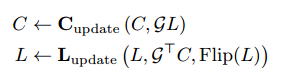 C ← C_update (C, 𝒢L)
L ← L_update (L, 𝒢^⊤C, Flip(L))